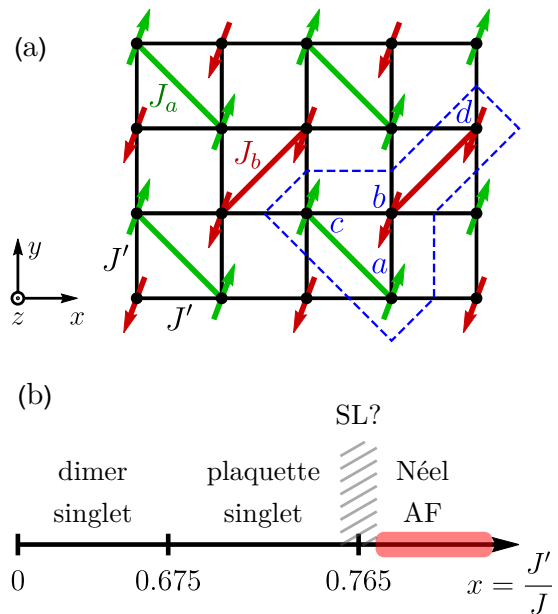 (a)
J_a
J_b
d
b
c
a
y
J'
z
x
J'
(b)
SL?
dimer
plaquette
Néel
singlet
singlet
AF
0
0.675
0.765
x = J'/J